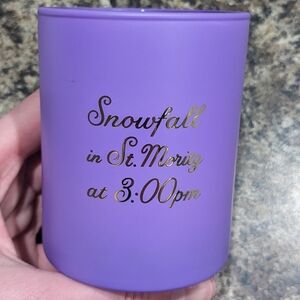 Snowfall
in St. Moritz
at 3:00pm